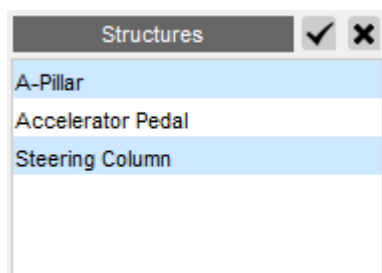 Structures
A-Pillar
Accelerator Pedal
Steering Column